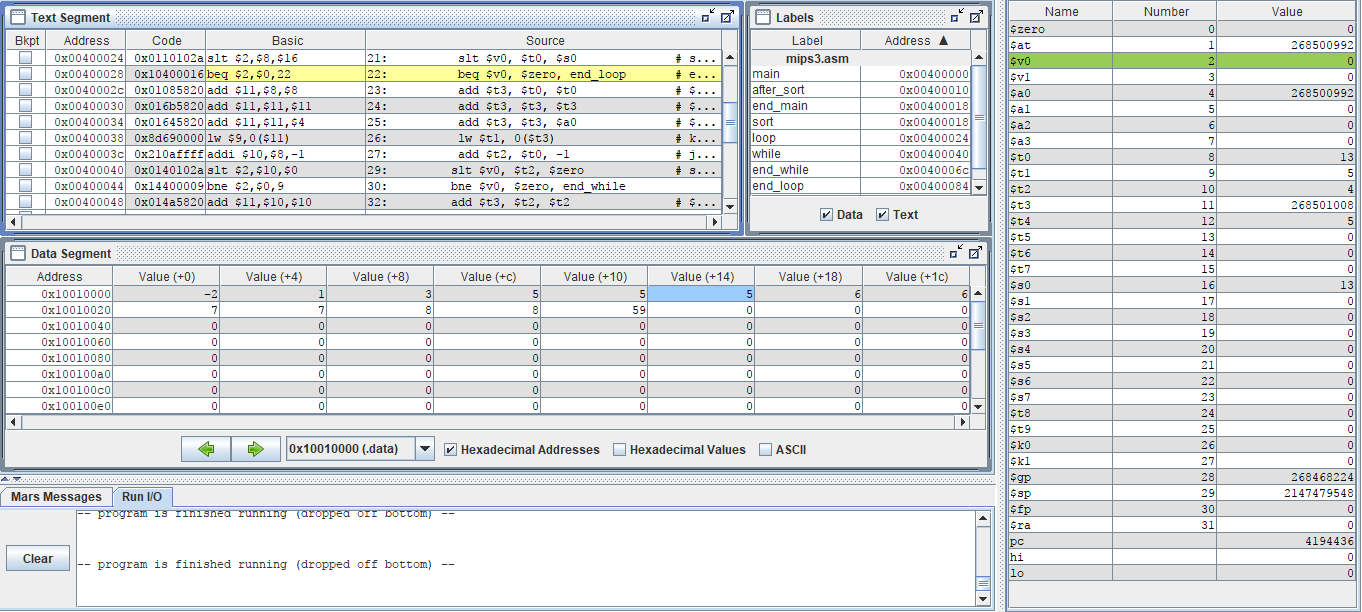 Text Segment
Bkpt Address Code Basic Source
0x00400024 0x0110102a slt $2,$8,$16 21: slt $v0, $t0, $s0 # s...
0x00400028 0x10400016 beq $2,$0,22 22: beq $v0, $zero, end_loop # e...
0x0040002c 0x01085820 add $11,$8,$8 23: add $t3, $t0, $t0 # $...
0x00400030 0x016b5820 add $11,$11,$11 24: add $t3, $t3, $t3 # $...
0x00400034 0x01645820 add $11,$11,$4 25: add $t3, $t3, $a0 # $...
0x00400038 0x8d690000 lw $9,0($11) 26: lw $t1, 0($t3) # k...
0x0040003c 0x210affff addi $10,$8,-1 27: add $t2, $t0, -1 # j...
0x00400040 0x0140102a slt $2,$10,$0 29: slt $v0, $t2, $zero # s...
0x00400044 0x14400009 bne $2,$0,9 30: bne $v0, $zero, end_while
0x00400048 0x014a5820 add $11,$10,$10 32: add $t3, $t2, $t2 # $...
Labels
Label Address ▲
mips3.asm
main 0x00400000
after_sort 0x00400010
end_main 0x00400018
sort 0x00400018
loop 0x00400024
while 0x00400040
end_while 0x0040006c
end_loop 0x00400084
Data Text
Data Segment
Address Value (+0) Value (+4) Value (+8) Value (+c) Value (+10) Value (+14) Value (+18) Value (+1c)
0x10010000 -2 1 3 5 5 5 6 6
0x10010020 7 7 8 8 59 0 0 0
0x10010040 0 0 0 0 0 0 0 0
0x10010060 0 0 0 0 0 0 0 0
0x10010080 0 0 0 0 0 0 0 0
0x100100a0 0 0 0 0 0 0 0 0
0x100100c0 0 0 0 0 0 0 0 0
0x100100e0 0 0 0 0 0 0 0 0
0x10010000 (.data) Hexadecimal Addresses Hexadecimal Values ASCII
Mars Messages Run I/O
-- program is finished running (dropped off bottom) --
Clear
-- program is finished running (dropped off bottom) --
Name Number Value
$zero 0 0
$at 1 268500992
$v0 2 0
$v1 3 0
$a0 4 268500992
$a1 5 0
$a2 6 0
$a3 7 0
$t0 8 13
$t1 9 5
$t2 10 4
$t3 11 268501008
$t4 12 5
$t5 13 0
$t6 14 0
$t7 15 0
$s0 16 13
$s1 17 0
$s2 18 0
$s3 19 0
$s4 20 0
$s5 21 0
$s6 22 0
$s7 23 0
$t8 24 0
$t9 25 0
$k0 26 0
$k1 27 0
$gp 28 268468224
$sp 29 2147479548
$fp 30 0
$ra 31 0
pc 4194436
hi 0
lo 0